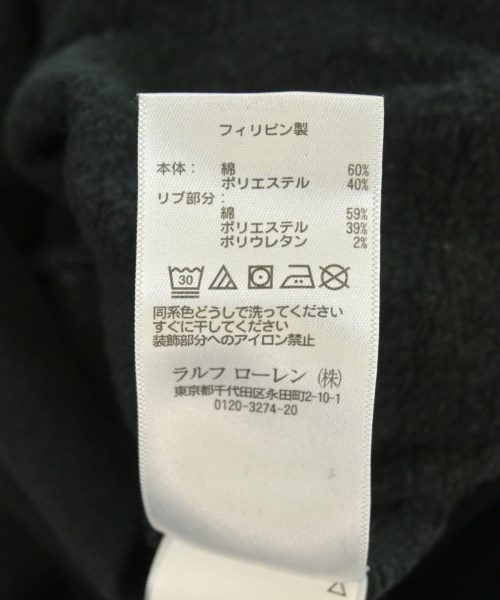 フィリピン製
本体： 綿 60%
ポリエステル 40%
リブ部分：
綿 59%
ポリエステル 39%
ポリウレタン 2%
30
同系色どうしで洗ってください
すぐに干してください
装飾部分へのアイロン禁止
ラルフ ローレン （株）
東京都千代田区永田町2-10-1
0120-3274-20